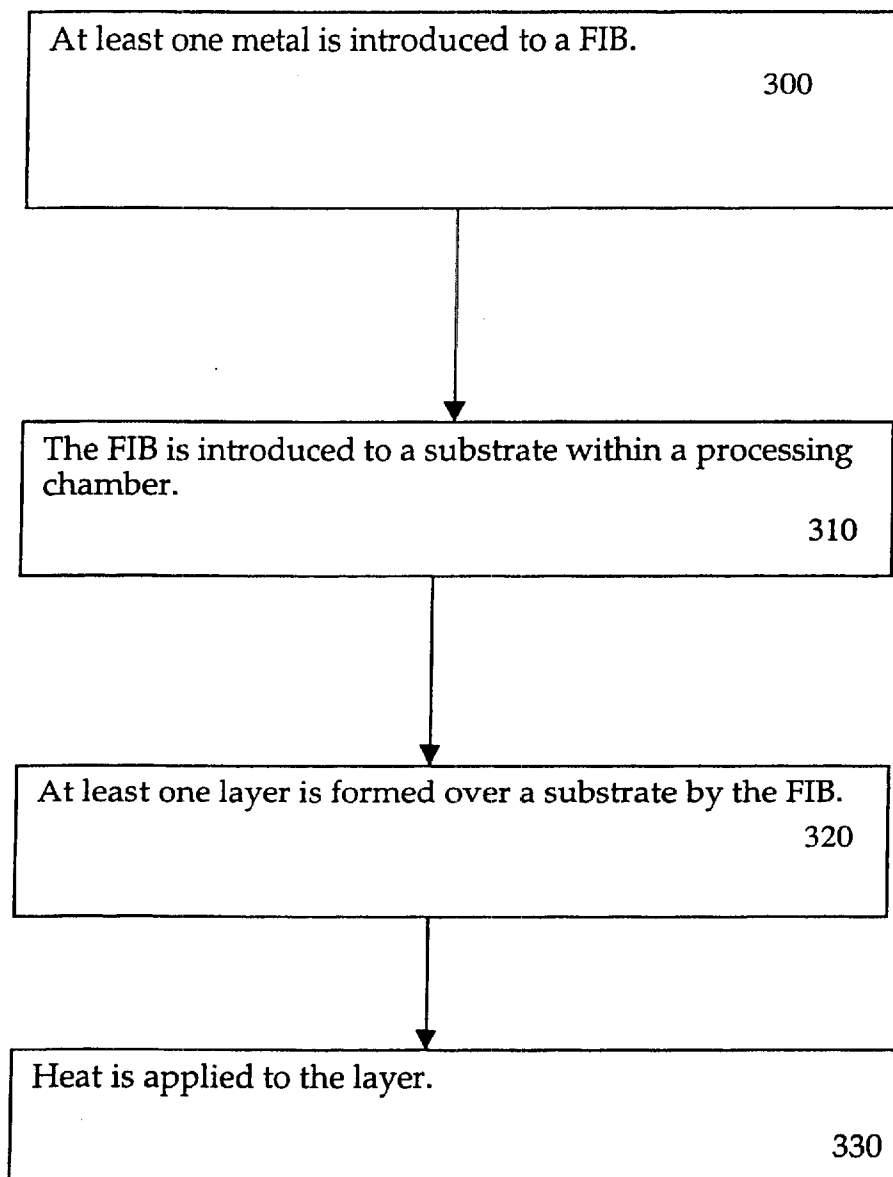 At least one metal is introduced to a FIB.
300
The FIB is introduced to a substrate within a processing
chamber.
310
At least one layer is formed over a substrate by the FIB.
320
Heat is applied to the layer.
330